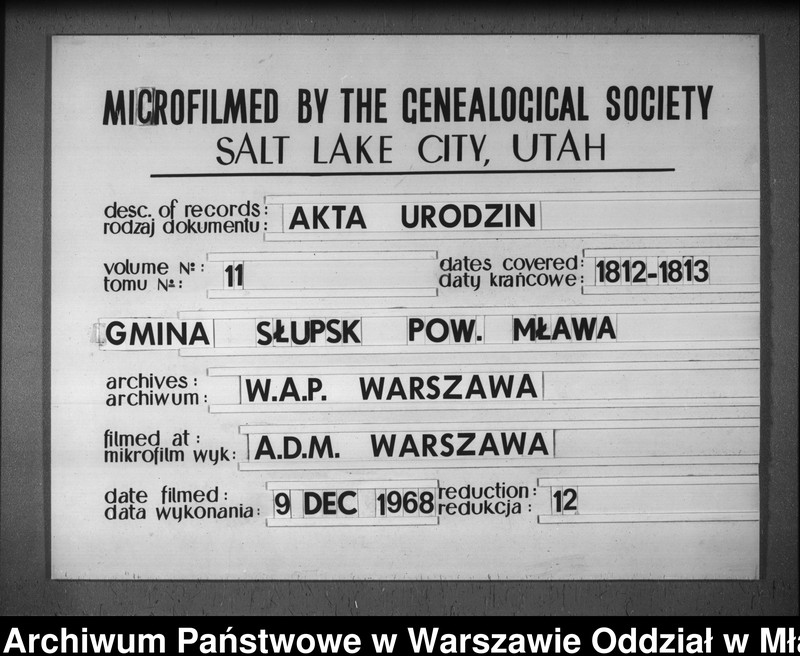 MICROFILMED BY THE GENEALOGICAL SOCIETY
SALT LAKE CITY, UTAH
desc. of records: AKTA URODZIN
rodzaj dokumentu:
volume No: 11 dates covered: 1812-1813
tomu No: daty krańcowe:
GMINA SŁUPSK POW. MŁAWA
archives: W.A.P. WARSZAWA
archiwum:
filmed at: A.D.M. WARSZAWA
mikrofilm wyk:
date filmed: 9 DEC 1968 reduction: 12
data wykonania: redukcja:
Archiwum Państwowe w Warszawie Oddział w